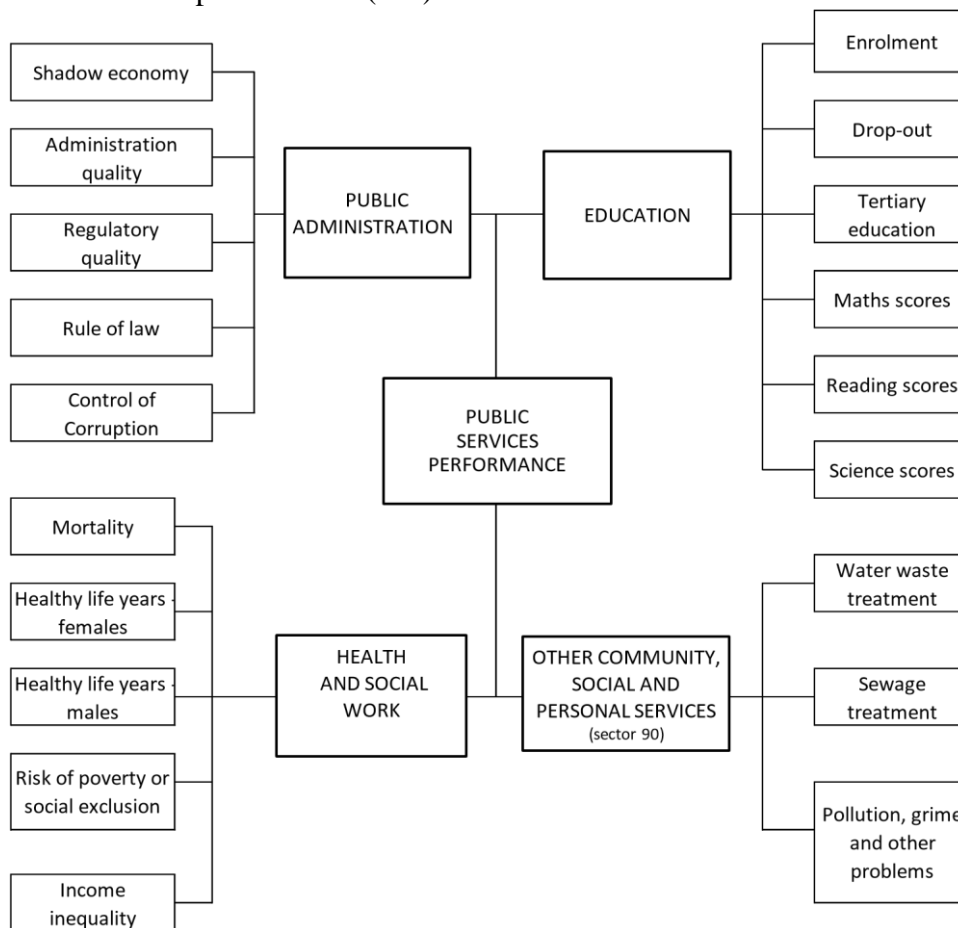 Shadow economy
Administration
quality
Regulatory
quality
Rule of law
Control of
Corruption
PUBLIC
ADMINISTRATION
EDUCATION
Enrolment
Drop-out
Tertiary
education
Maths scores
Reading scores
Science scores
PUBLIC
SERVICES
PERFORMANCE
Mortality
Healthy life years -
females
Healthy life years -
males
Risk of poverty or
social exclusion
Income
inequality
HEALTH
AND SOCIAL
WORK
OTHER COMMUNITY,
SOCIAL AND
PERSONAL SERVICES
(sector 90)
Water waste
treatment
Sewage
treatment
Pollution, grime
and other
problems